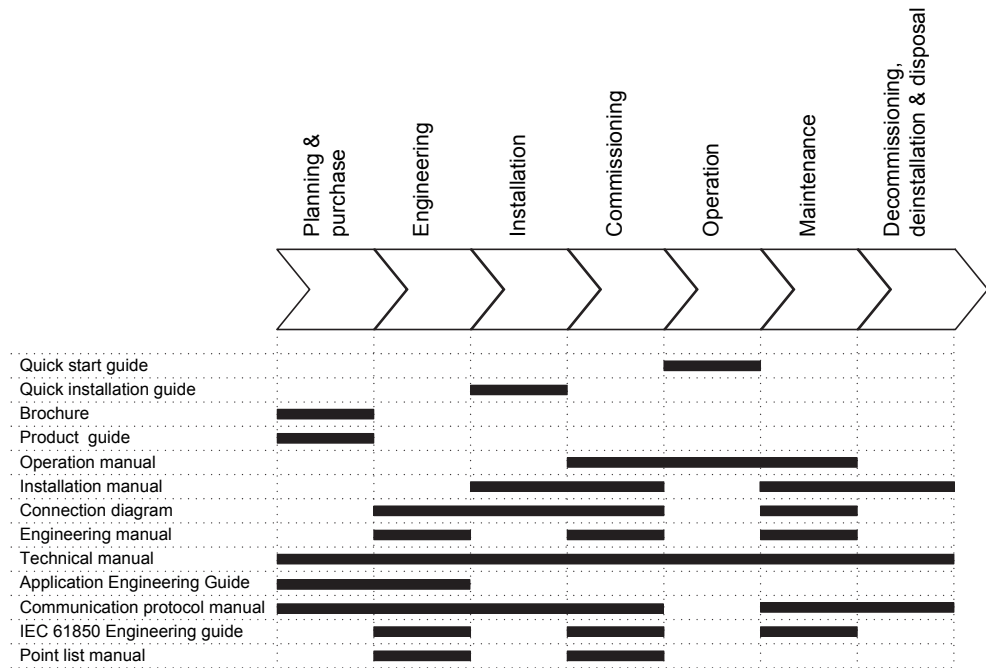 Planning &
purchase
Engineering
Installation
Commissioning
Operation
Maintenance
Decommissioning,
deinstallation & disposal
Quick start guide
Quick installation guide
Brochure
Product guide
Operation manual
Installation manual
Connection diagram
Engineering manual
Technical manual
Application Engineering Guide
Communication protocol manual
IEC 61850 Engineering guide
Point list manual